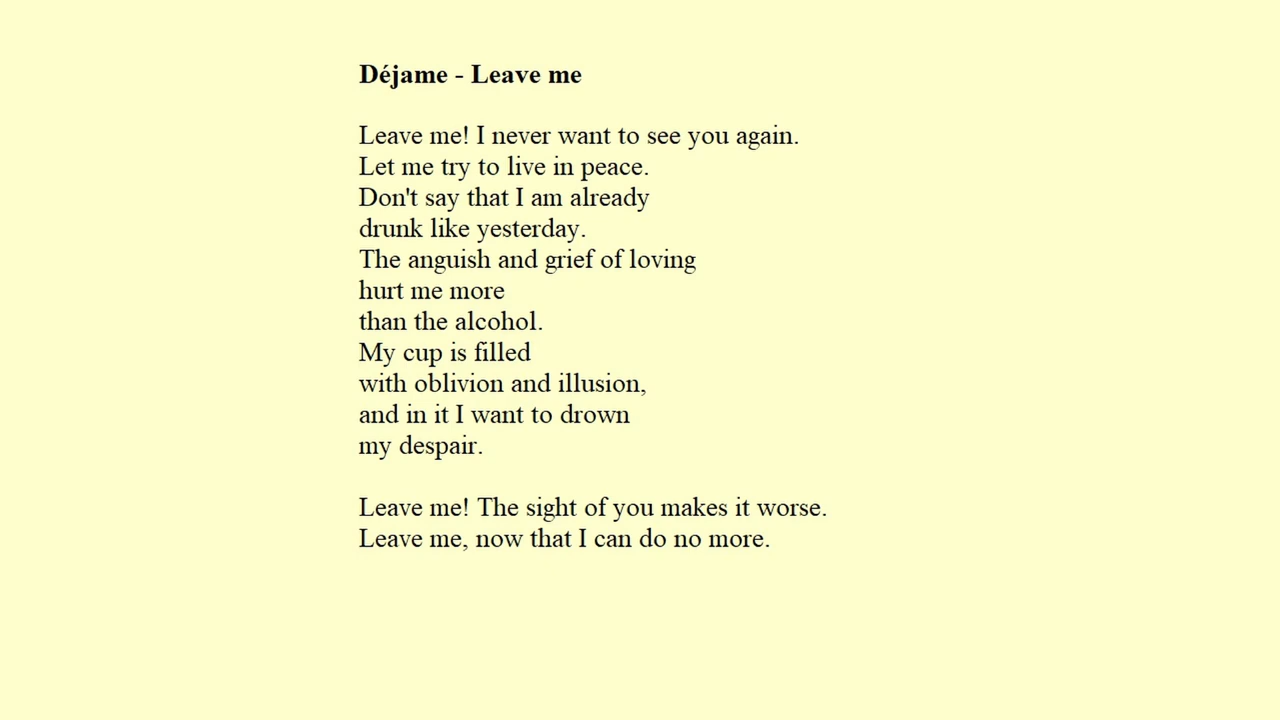 Déjame - Leave me
Leave me! I never want to see you again.
Let me try to live in peace.
Don't say that I am already
drunk like yesterday.
The anguish and grief of loving
hurt me more
than the alcohol.
My cup is filled
with oblivion and illusion,
and in it I want to drown
my despair.
Leave me! The sight of you makes it worse.
Leave me, now that I can do no more.